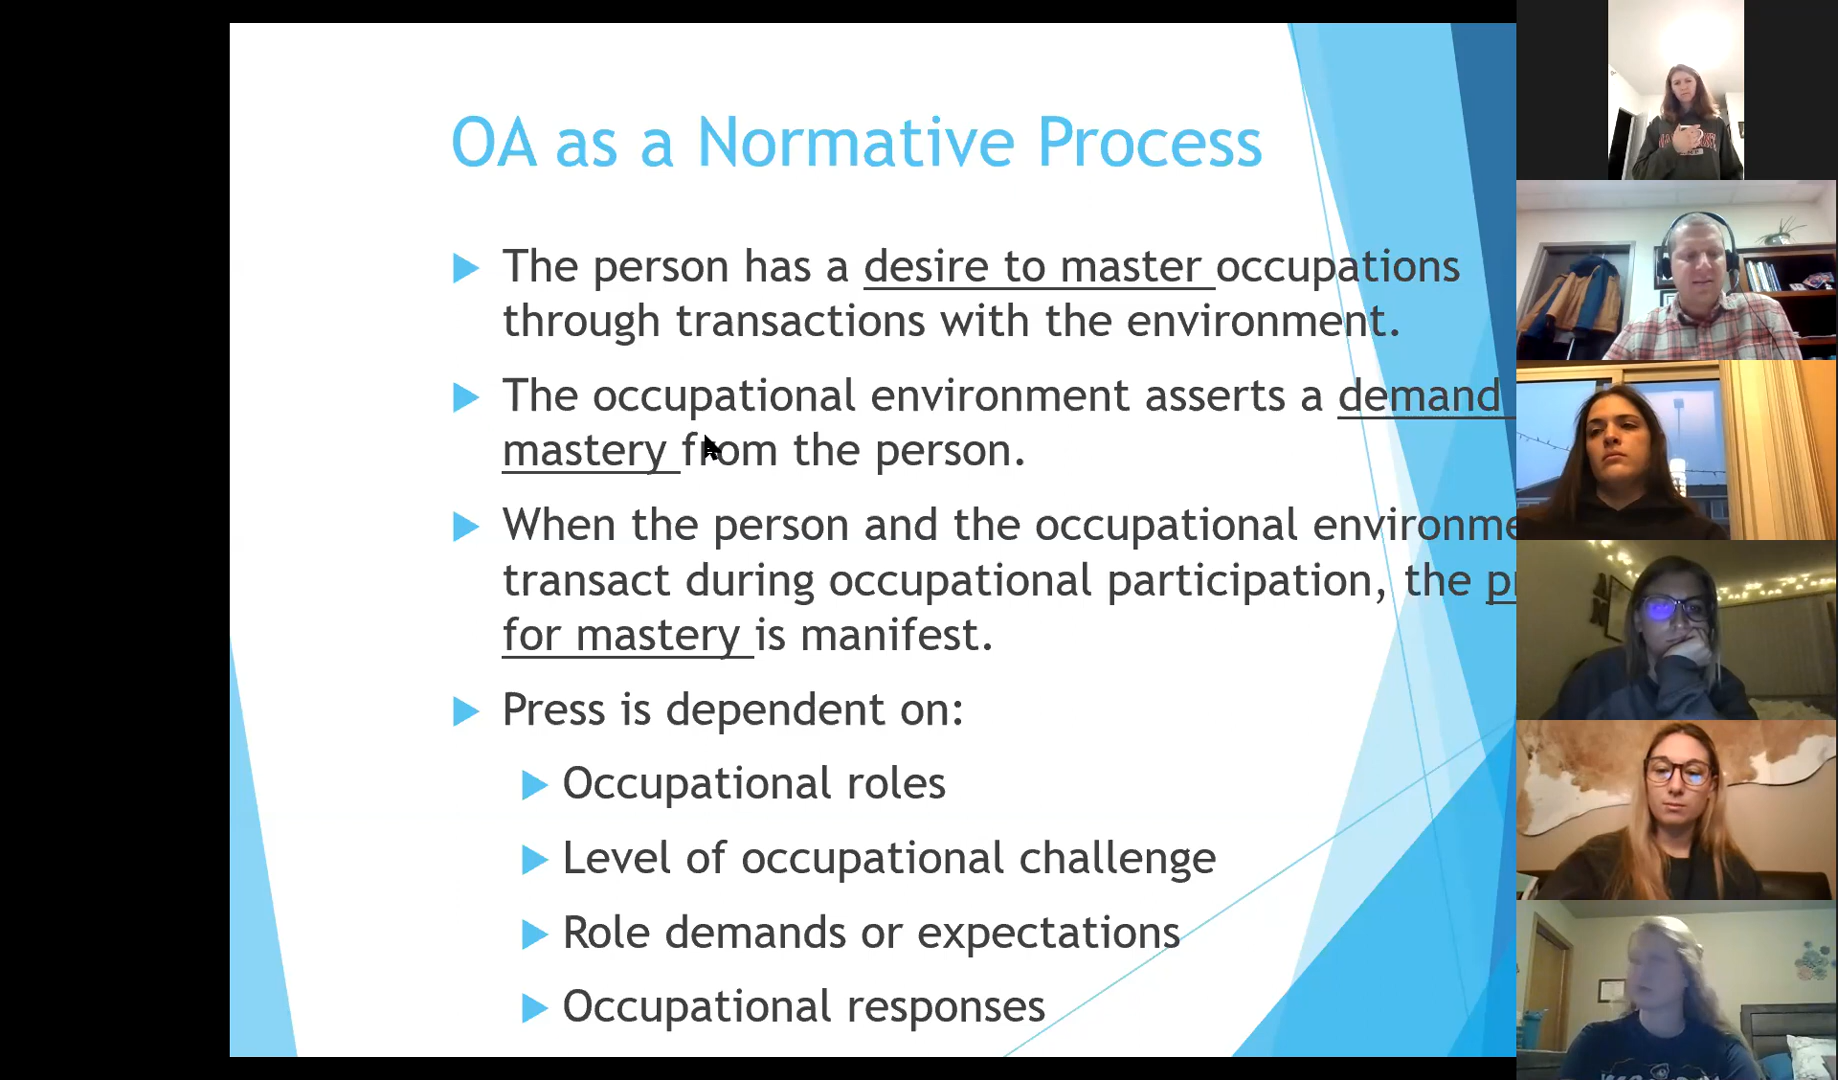 OA as a Normative Process
The person has a desire to master occupations
through transactions with the environment.
The occupational environment asserts a demand
mastery from the person.
When the person and the occupational
transact during occupational participation, the
for mastery is manifest.
Press is dependent on:
Occupational roles
Level of occupational challenge
Role demands or expectations
Occupational responses